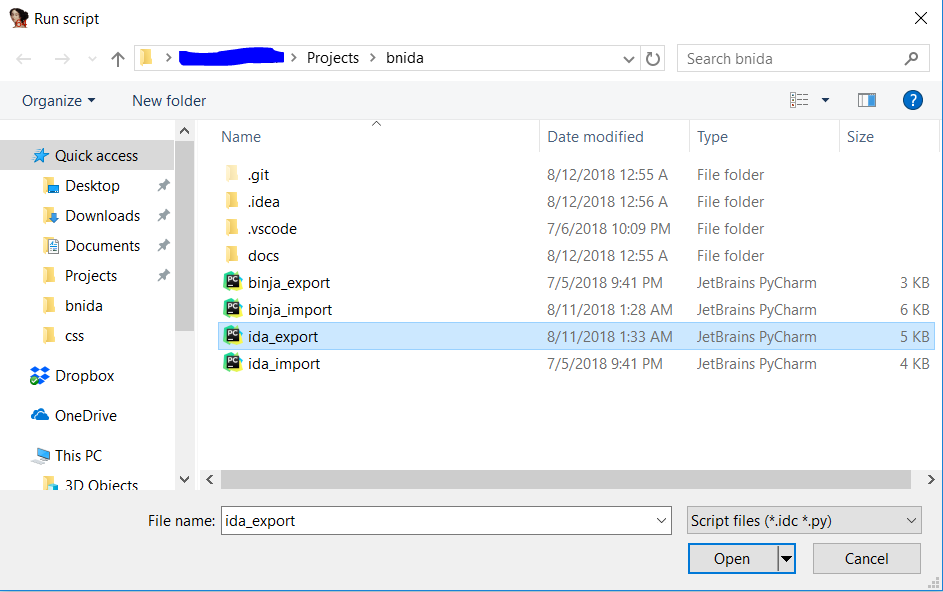 Run script
Projects bnida
Search bnida
Organize New folder
?
Name Date modified Type Size
Quick access
Desktop
Downloads
Documents
Projects
bnida
css
Dropbox
OneDrive
This PC
3D Objects
.git 8/12/2018 12:55 A File folder
.idea 8/12/2018 12:56 A File folder
.vscode 7/6/2018 10:09 PM File folder
docs 8/12/2018 12:55 A File folder
PC binja_export 7/5/2018 9:41 PM JetBrains PyCharm 3 KB
PC binja_import 8/11/2018 1:28 AM JetBrains PyCharm 6 KB
PC ida_export 8/11/2018 1:33 AM JetBrains PyCharm 5 KB
PC ida_import 7/5/2018 9:41 PM JetBrains PyCharm 4 KB
File name: ida_export Script files (*.idc *.py)
Open Cancel